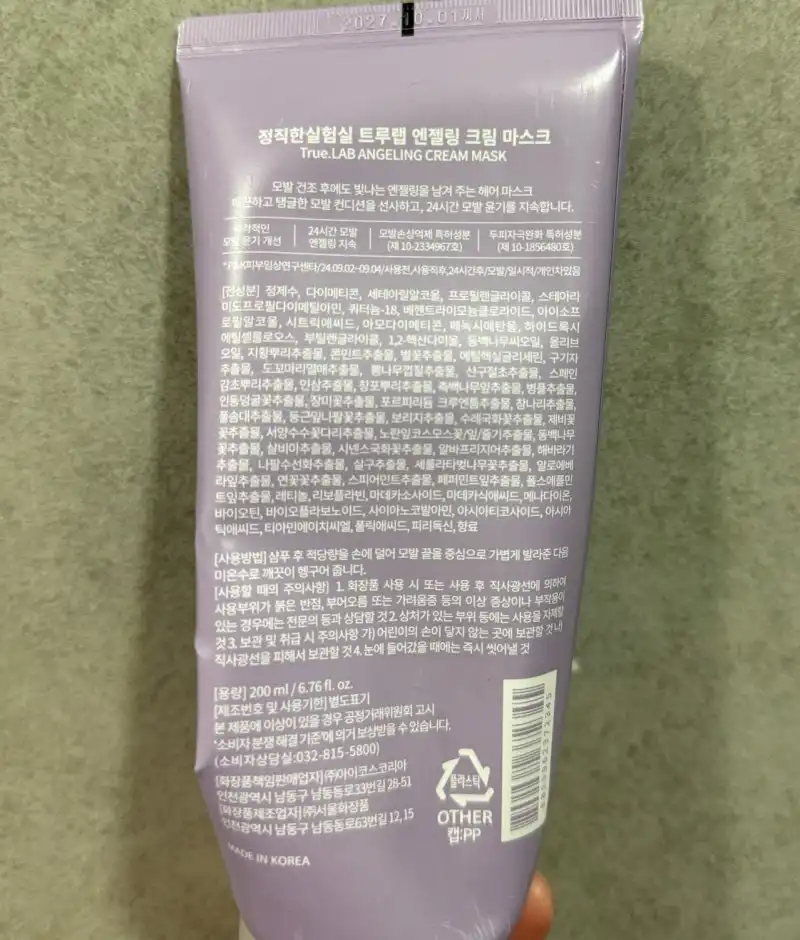 2027.10.01까지
정직한실험실 트루랩 엔젤링 크림 마스크
True.LAB ANGELING CREAM MASK
모발 건조 후에도 빛나는 엔젤링을 남겨 주는 헤어 마스크
탱글한 모발 컨디션을 선사하고, 24시간 모발 윤기를 지속합니다.
24시간 모발 모발손상억제 특허성분 두피자극완화 특허성분
모발 윤기 개선 엔젤링 지속 (제 10-2334967호) (제 10-1856480호)
*P&K피부임상연구센타/24.09.02-09.04/사용전,사용직후,24시간후/모발/일시적/개인차있음
[전성분] 정제수, 다이메티콘, 세테아릴알코올, 프로필렌글라이콜, 스테아라
미도프로필다이메틸아민, 쿼터늄-18, 베헨트라이모늄클로라이드, 아이소프
로필알코올, 시트릭애씨드, 아모다이메티콘, 페녹시에탄올, 하이드록시
에틸셀룰로오스, 부틸렌글라이콜, 1,2-헥산다이올, 동백나무씨오일, 올리브
오일, 지황뿌리추출물, 콘민트추출물, 별꽃추출물, 에틸헥실글리세린, 구기자
추출물, 도꼬마리열매추출물, 뽕나무껍질추출물, 산구절초추출물, 스페인
감초뿌리추출물, 인삼추출물, 창포뿌리추출물, 측백나무잎추출물, 병풀추출물,
인동덩굴꽃추출물, 장미꽃추출물, 포르피리듐 크루엔툼추출물, 참나리추출물,
풀솜대추출물, 둥근잎나팔꽃추출물, 보리지추출물, 수레국화꽃추출물, 제비꽃
꽃추출물, 서양수수꽃다리추출물, 노란잎코스모스꽃/잎/줄기추출물, 동백나무
꽃추출물, 살비아추출물, 시넨스국화꽃추출물, 알바프리지어추출물, 해바라기
추출물, 나팔수선화추출물, 실구추출물, 세룰라타벚나무꽃추출물, 알로에베
라잎추출물, 연꽃꽃추출물, 스피어민트추출물, 페퍼민트잎추출물, 폴스에플민
트잎추출물, 레티놀, 리보플라빈, 마데카소사이드, 마데카식애씨드, 메나다이온,
바이오틴, 바이오플라보노이드, 사이아노코발아민, 아시아티코사이드, 아시아
틱애씨드, 티아민에이치씨엘, 폴릭애씨드, 피리독신, 향료
[사용방법] 샴푸 후 적당량을 손에 덜어 모발 끝을 중심으로 가볍게 발라준 다음
미온수로 깨끗이 헹구어 줍니다.
[사용할 때의 주의사항] 1. 화장품 사용 시 또는 사용 후 직사광선에 의하여
사용부위가 붉은 반점, 부어오름 또는 가려움증 등의 이상 증상이나 부작용이
있는 경우에는 전문의 등과 상담할 것 2. 상처가 있는 부위 등에는 사용을 자제할
것 3. 보관 및 취급 시 주의사항 가) 어린이의 손이 닿지 않는 곳에 보관할 것 나)
직사광선을 피해서 보관할 것 4. 눈에 들어갔을 때에는 즉시 씻어낼 것
[용량] 200 ml / 6.76 fl. oz.
[제조번호 및 사용기한] 별도표기
본 제품에 이상이 있을 경우 공정거래위원회 고시
'소비자 분쟁 해결 기준'에 의거 보상받을 수 있습니다.
(소비자상담실:032-815-5800)
[화장품책임판매업자] ㈜아이코스코리아
인천광역시 남동구 남동동로33번길 28-51
[화장품제조업자] ㈜서울화장품
인천광역시 남동구 남동동로63번길 12, 15
MADE IN KOREA
플라스틱
OTHER
캡:PP